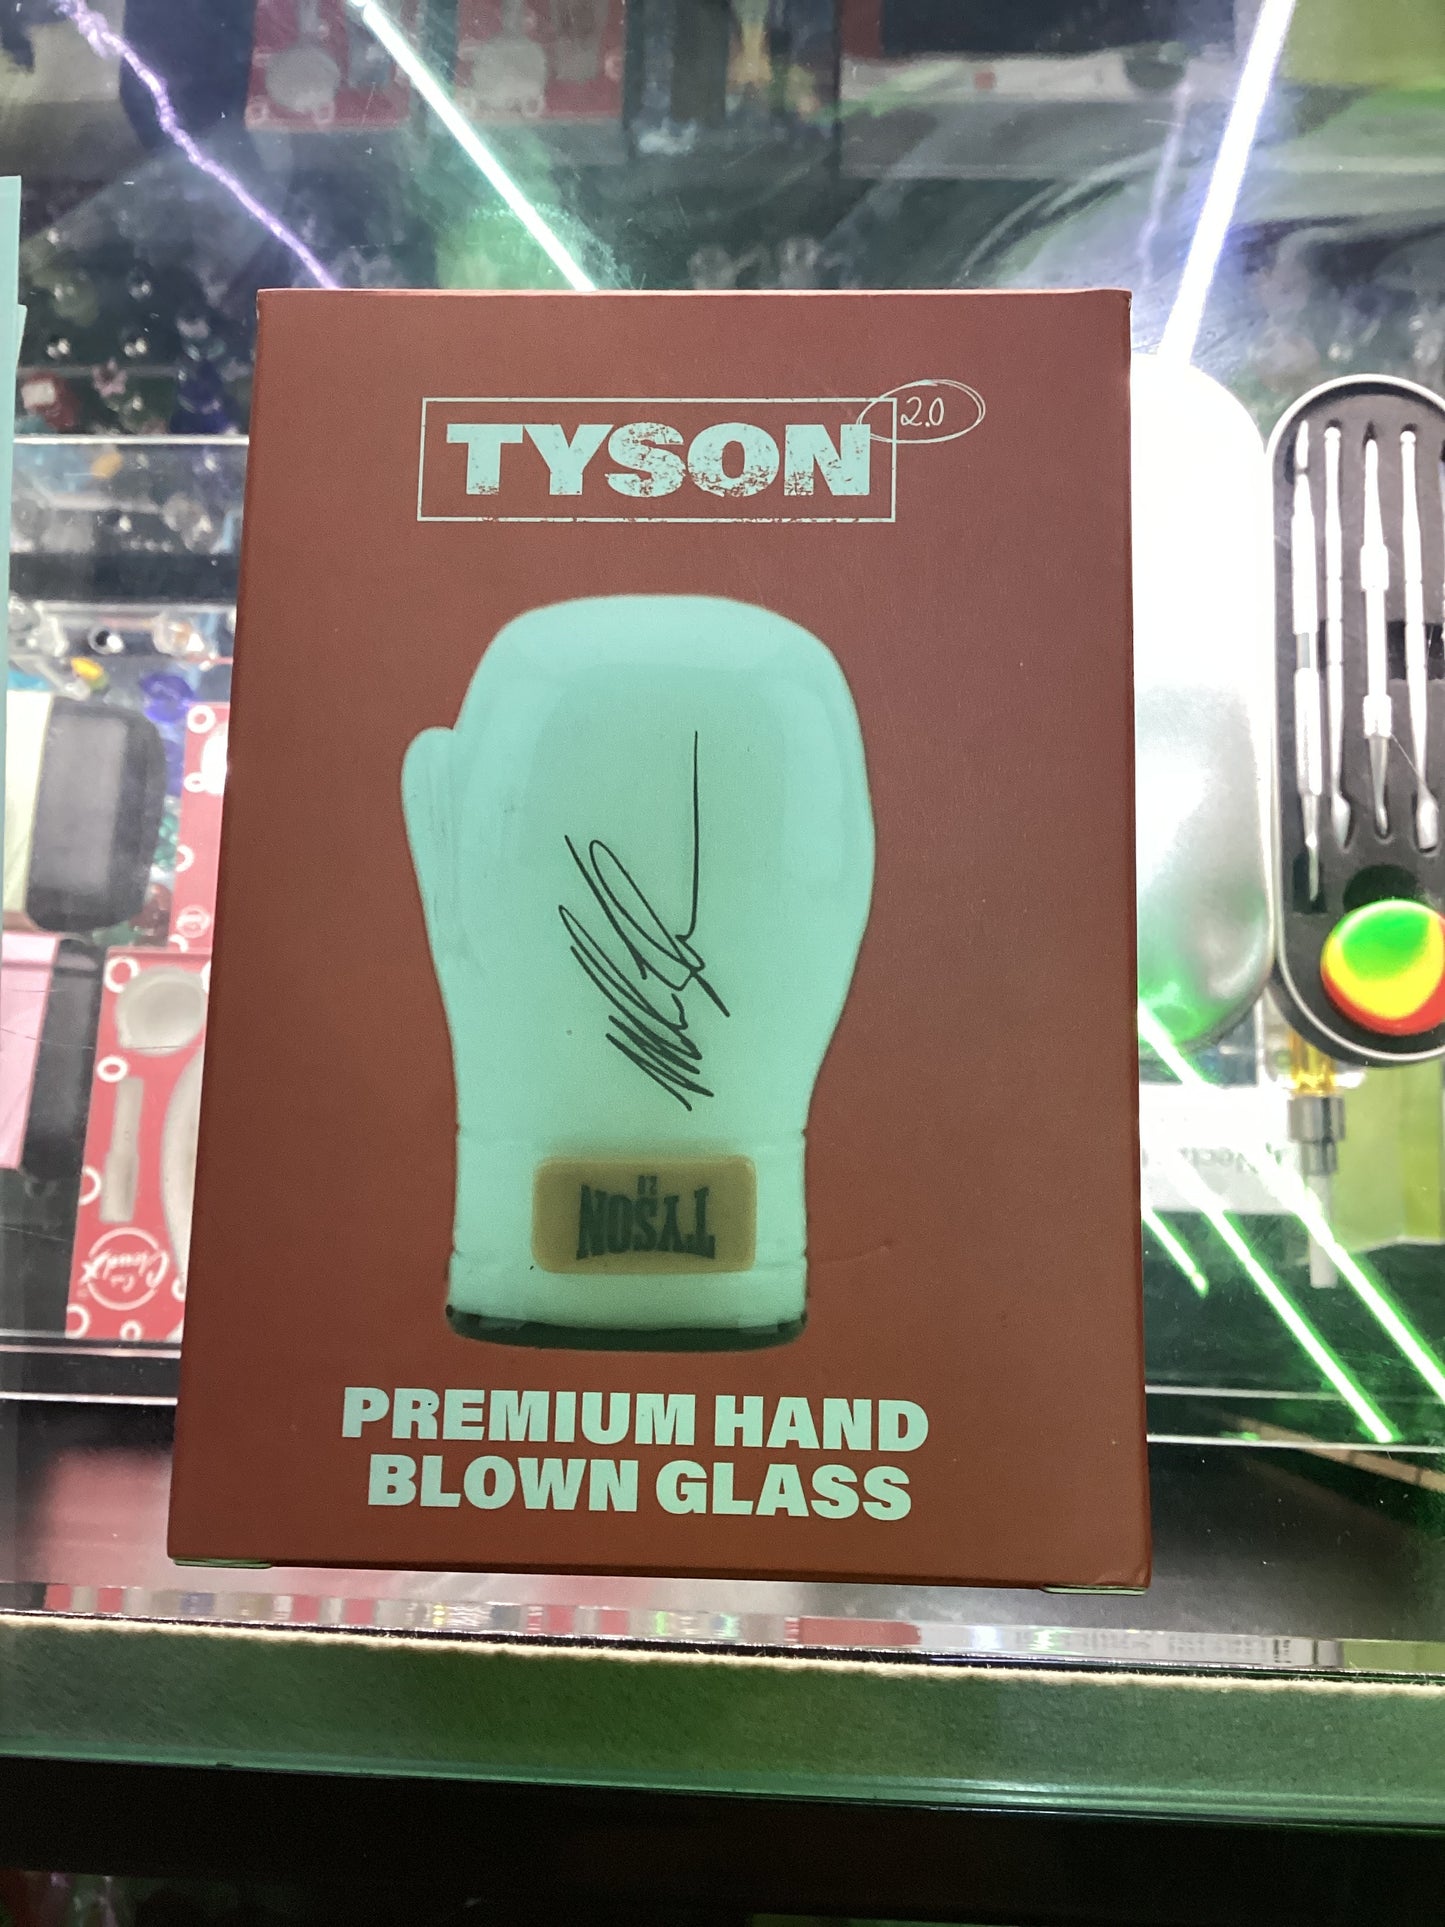 TYSON 2.0
TYSON 2.0
PREMIUM HAND
BLOWN GLASS